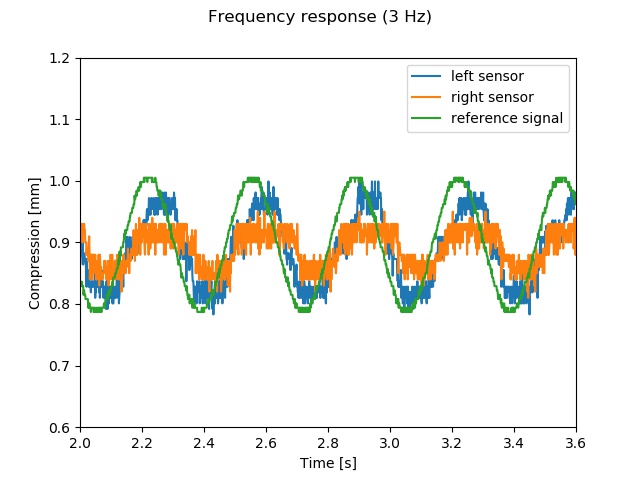 Frequency response (3 Hz)
left sensor
right sensor
reference signal
1.2
1.1
1.0
0.9
0.8
0.7
0.6
Compression [mm]
2.0 2.2 2.4 2.6 2.8 3.0 3.2 3.4 3.6
Time [s]